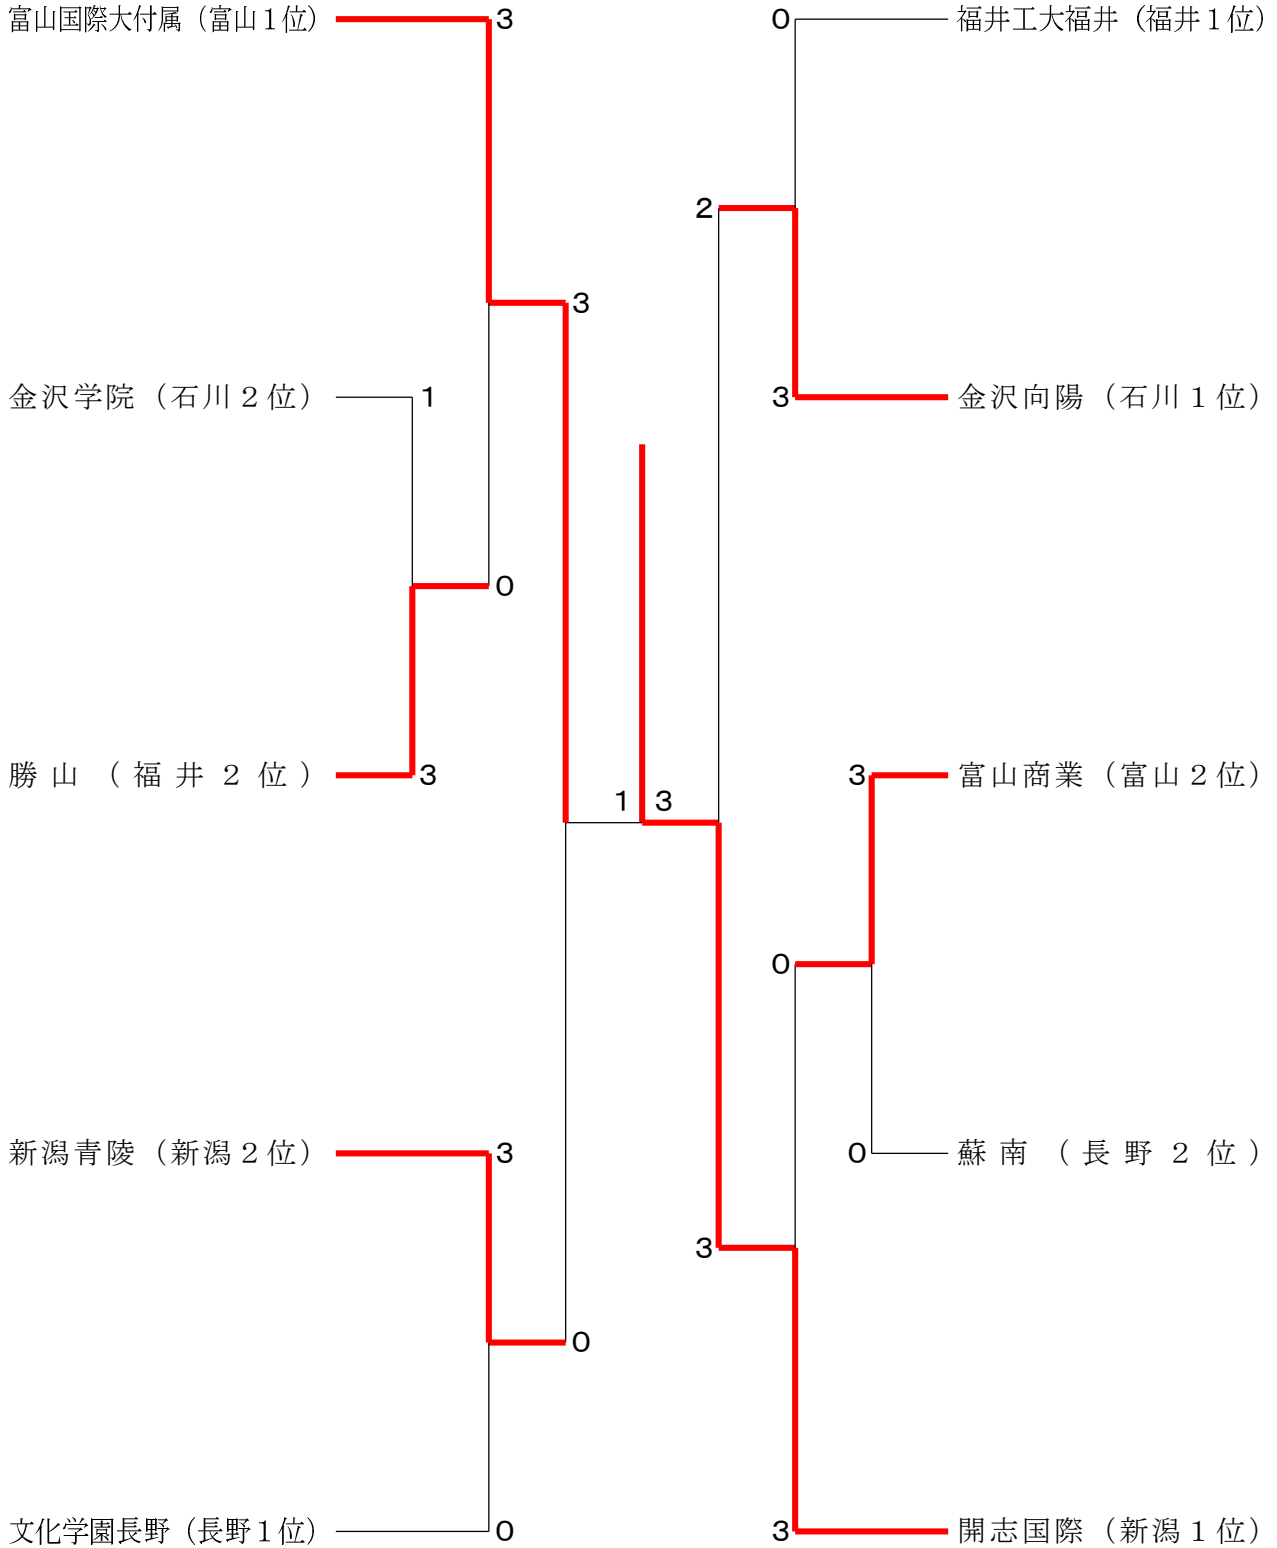 富山国際大付属（富山１位）
3
3
金沢学院（石川２位）
1
0
勝山（福井２位）
3
新潟青陵（新潟２位）
3
0
文化学園長野（長野１位）
0
1 3
0
福井工大福井（福井１位）
2
3
金沢向陽（石川１位）
3
富山商業（富山２位）
0
0
蘇南（長野２位）
3
3
開志国際（新潟１位）